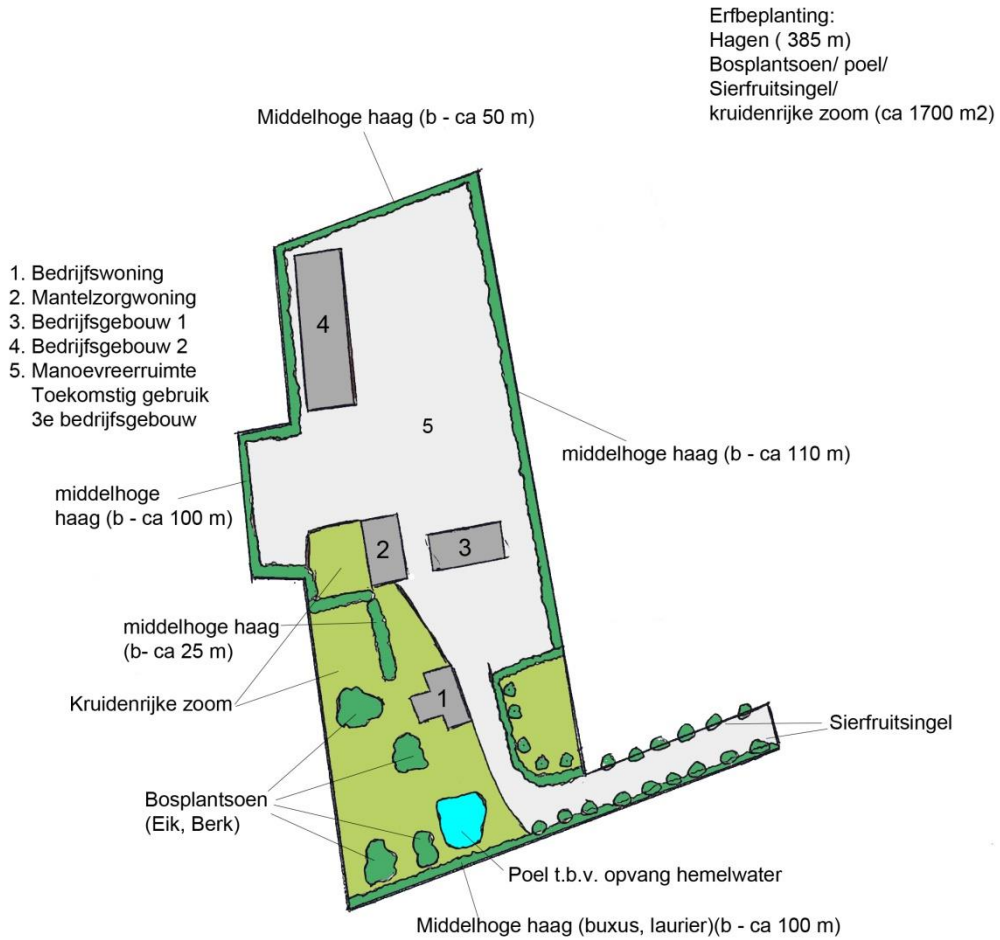 Erfbeplanting:
Hagen ( 385 m)
Bosplantsoen/ poel/
Sierfruitsingel/
kruidenrijke zoom (ca 1700 m2)
Middelhoge haag (b - ca 50 m)
1. Bedrijfswoning
2. Mantelzorgwoning
3. Bedrijfsgebouw 1
4. Bedrijfsgebouw 2
5. Manoevreerruimte
Toekomstig gebruik
3e bedrijfsgebouw
4
5
middelhoge haag (b - ca 110 m)
middelhoge
haag (b - ca 100 m)
2
3
middelhoge haag
(b- ca 25 m)
Kruidenrijke zoom
1
Sierfruitsingel
Bosplantsoen
(Eik, Berk)
Poel t.b.v. opvang hemelwater
Middelhoge haag (buxus, laurier)(b - ca 100 m)